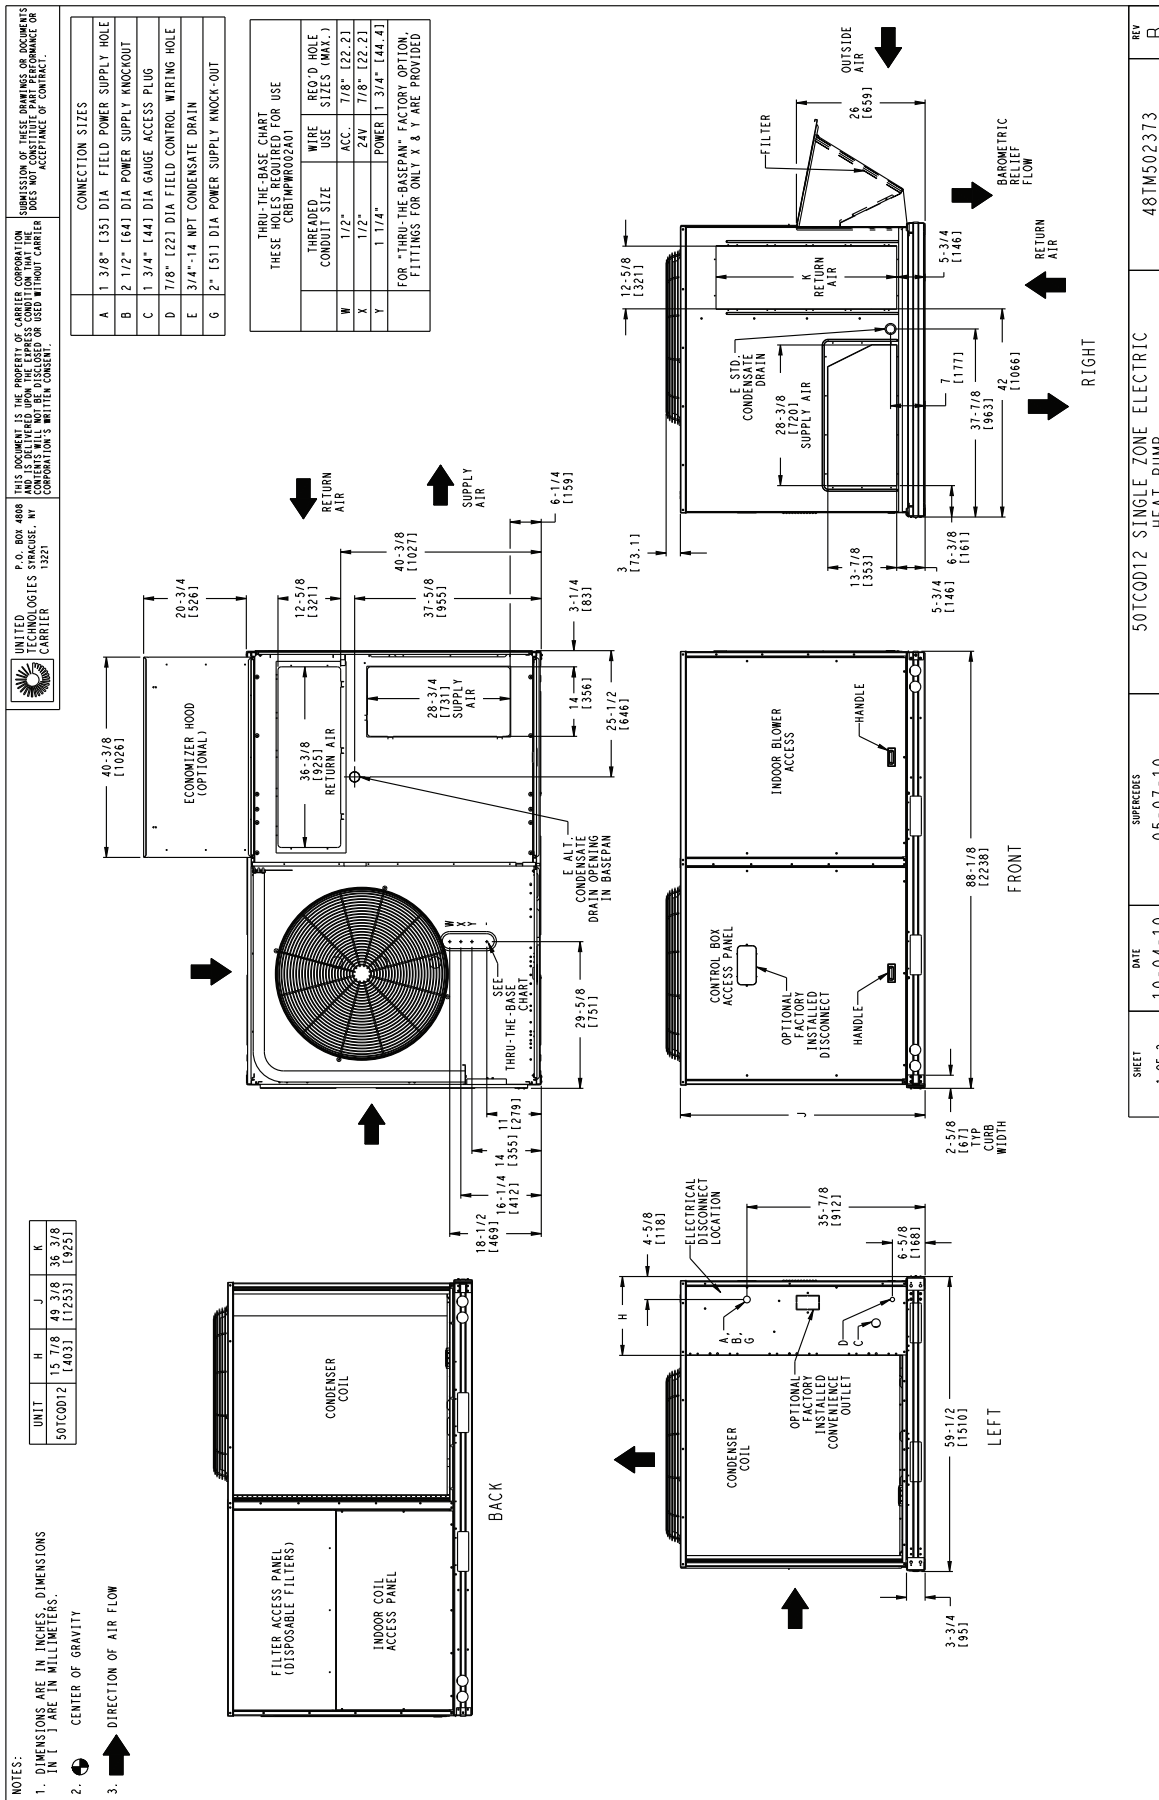 NOTES:
1. DIMENSIONS ARE IN INCHES, DIMENSIONS
IN [ ] ARE IN MILLIMETERS.
2. CENTER OF GRAVITY
3. DIRECTION OF AIR FLOW
UNIT H J K
50TCQD12 15 7/8 49 3/8 36 3/8
[403] [1253] [925]
UNITED
TECHNOLOGIES
CARRIER
P.O. BOX 4808
SYRACUSE, NY
13221
THIS DOCUMENT IS THE PROPERTY OF CARRIER CORPORATION
AND IS DELIVERED UPON THE EXPRESS CONDITION THAT THE
CONTENTS WILL NOT BE DISCLOSED OR USED WITHOUT CARRIER
CORPORATION'S WRITTEN CONSENT.
SUBMISSION OF THESE DRAWINGS OR DOCUMENTS
DOES NOT CONSTITUTE PART PERFORMANCE OR
ACCEPTANCE OF CONTRACT.
CONNECTION SIZES
A 1 3/8" [35] DIA FIELD POWER SUPPLY HOLE
B 2 1/2" [64] DIA POWER SUPPLY KNOCKOUT
C 1 3/4" [44] DIA GAUGE ACCESS PLUG
D 7/8" [22] DIA FIELD CONTROL WIRING HOLE
E 3/4"-14 NPT CONDENSATE DRAIN
G 2" [51] DIA POWER SUPPLY KNOCK-OUT
THRU-THE-BASE CHART
THESE HOLES REQUIRED FOR USE
CRBTMPWR002A01
THREADED
CONDUIT SIZE
WIRE
USE
REQ'D HOLE
SIZES (MAX.)
W 1/2" ACC. 7/8" [22.2]
X 1/2" 24V 7/8" [22.2]
Y 1 1/4" POWER 1 3/4" [44.4]
FOR "THRU-THE-BASEPAN" FACTORY OPTION,
FITTINGS FOR ONLY X & Y ARE PROVIDED
FILTER ACCESS PANEL
(DISPOSABLE FILTERS)
INDOOR COIL
ACCESS PANEL
CONDENSER
COIL
BACK
40-3/8
[1026]
20-3/4
[526]
ECONOMIZER HOOD
(OPTIONAL)
12-5/8
[321]
36-3/8
[925]
RETURN AIR
40-3/8
[1027]
37-5/8
[955]
28-3/4
[731]
SUPPLY
AIR
6-1/4
[159]
3-1/4
[83]
14
[356]
25-1/2
[646]
RETURN
AIR
SUPPLY
AIR
E ALT.
CONDENSATE
DRAIN OPENING
IN BASEPAN
W
X
Y
-
SEE
THRU-THE-BASE
CHART
29-5/8
[751]
11
[279]
14
[355]
16-1/4
[412]
18-1/2
[469]
CONDENSER
COIL
OPTIONAL
FACTORY
INSTALLED
CONVENIENCE
OUTLET
A,
B,
G
D
C
H
4-5/8
[118]
ELECTRICAL
DISCONNECT
LOCATION
35-7/8
[912]
6-5/8
[168]
59-1/2
[1510]
3-3/4
[95]
LEFT
CONTROL BOX
ACCESS PANEL
OPTIONAL
FACTORY
INSTALLED
DISCONNECT
HANDLE
INDOOR BLOWER
ACCESS
HANDLE
J
2-5/8
[67]
TYP
CURB
WIDTH
88-1/8
[2238]
FRONT
3
[73.1]
13-7/8
[353]
5-3/4
[146]
6-3/8
[161]
28-3/8
[720]
SUPPLY AIR
E STD.
CONDENSATE
DRAIN
12-5/8
[321]
K
RETURN
AIR
5-3/4
[146]
7
[177]
37-7/8
[963]
42
[1066]
FILTER
26
[659]
OUTSIDE
AIR
BAROMETRIC
RELIEF
FLOW
RETURN
AIR
RIGHT
SHEET
1 OF 2
DATE
10-04-10
SUPERCEDES
05-07-10
50TCQD12 SINGLE ZONE ELECTRIC
HEAT PUMP
48TM502373
REV